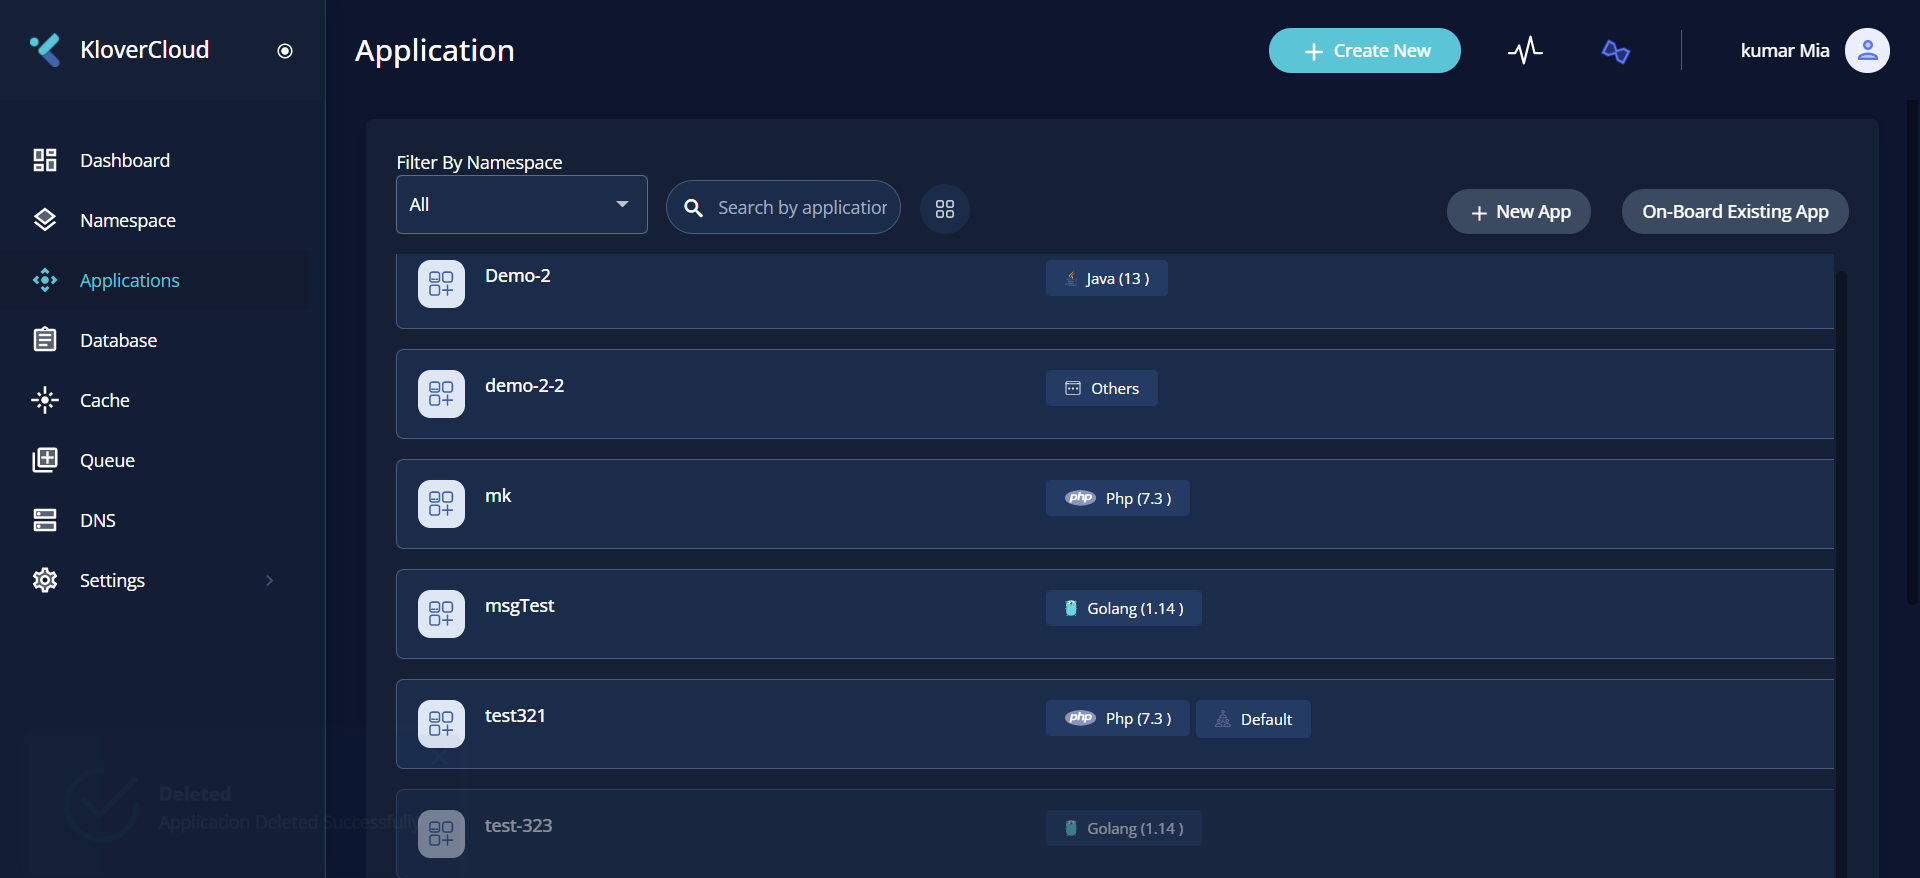 KloverCloud
Application
Create New
kumar Mia
Dashboard
Namespace
Applications
Database
Cache
Queue
DNS
Settings
Filter By Namespace
All
Search by application
New App
On-Board Existing App
Demo-2
Java (13 )
demo-2-2
Others
mk
php Php (7.3 )
msgTest
Golang (1.14 )
test321
php Php (7.3 )
Default
test-323
Golang (1.14 )
Deleted
Application Deleted Successfully